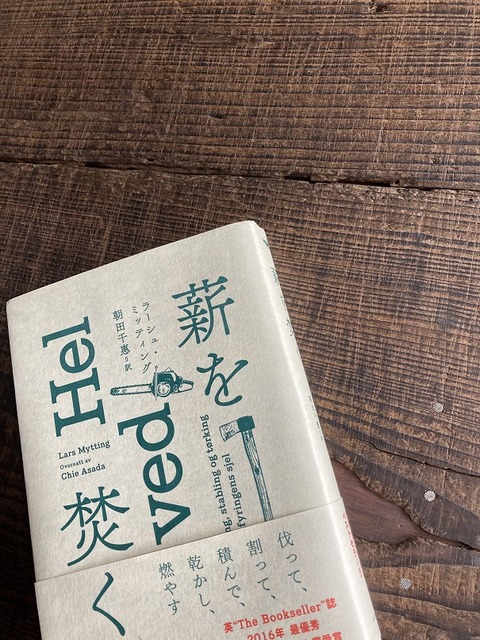 薪を
焚く
ラーシュ・
ミッティング
朝田千惠=訳
Hel
ved
Lars Mytting
Oversatt av
Chie Asada
stabling og tørking
fyringens sjel
伐って、
割って、
積んで、
乾かし、
燃やす
英"The Bookseller"誌
2016年 最優秀